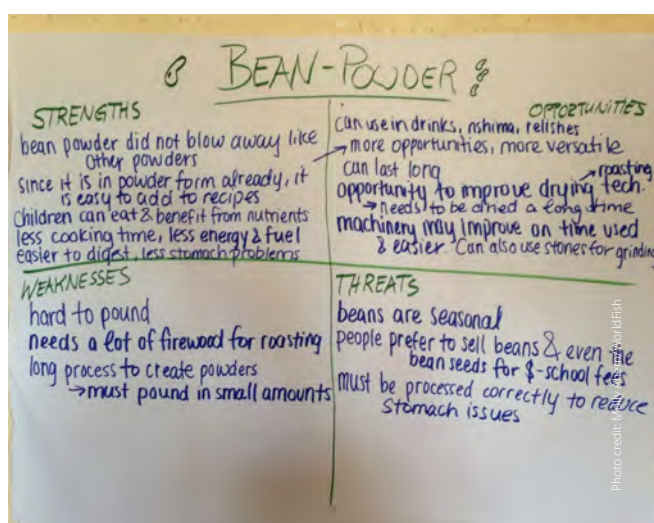 BEAN-POWDER
STRENGTHS
bean powder did not blow away like
other powders
since it is in powder form already, it
is easy to add to recipes
Children can eat & benefit from nutrients
less cooking time, less energy & fuel
easier to digest, less stomach problems
OPPORTUNITIES
can use in drinks, nshima, relishes
→ more opportunities, more versatile
can last long
→ roasting
opportunity to improve drying tech.
→ needs to be dried a long time
machinery may improve on time used
& easier. Can also use stones for grinding
WEAKNESSES
hard to pound
needs a lot of firewood for roasting
long process to create powders
→ must pound in small amounts
THREATS
beans are seasonal
people prefer to sell beans & even the
bean seeds for $-school fees
must be processed correctly to reduce
stomach issues
Photo credit: WorldFish